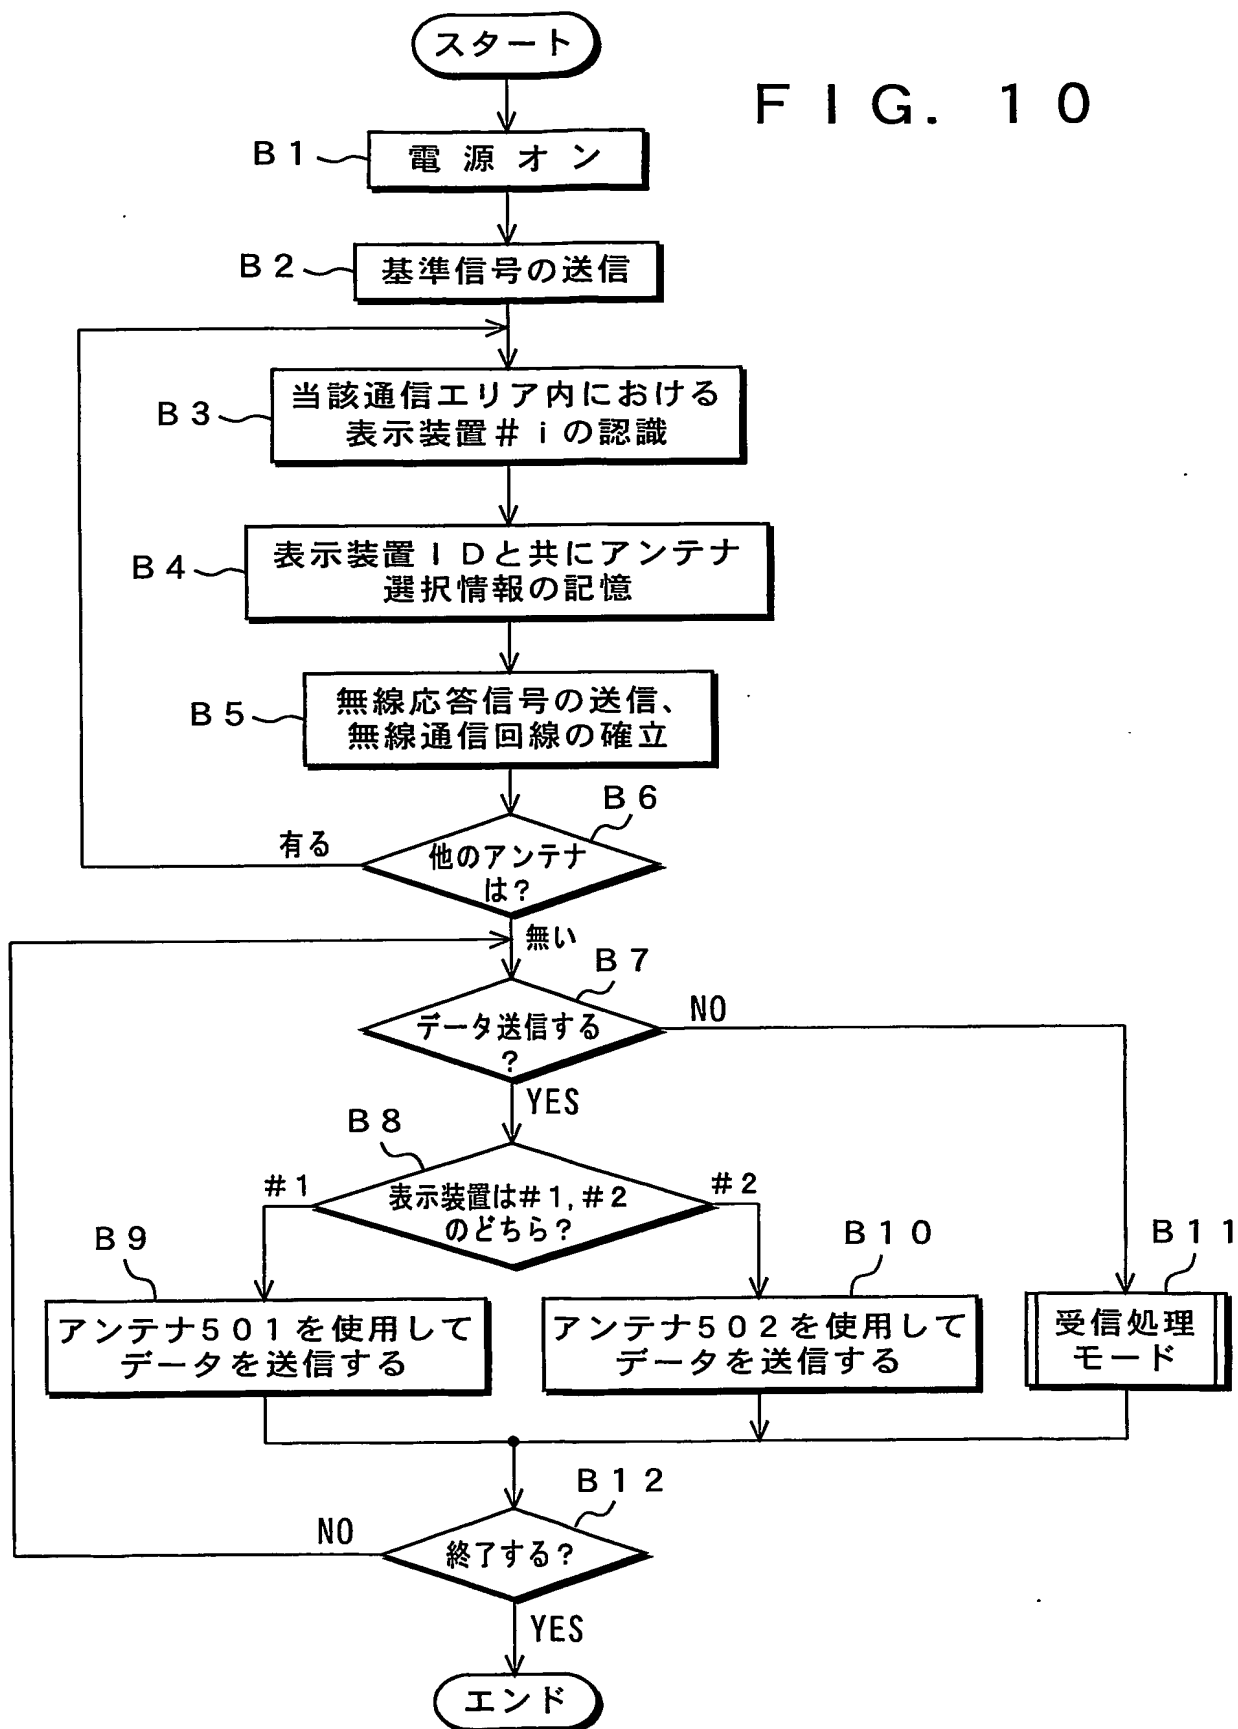 スタート
FIG. 10
B1
電源オン
B2
基準信号の送信
B3
当該通信エリア内における
表示装置#iの認識
B4
表示装置IDと共にアンテナ
選択情報の記憶
B5
無線応答信号の送信、
無線通信回線の確立
B6
有る
他のアンテナ
は?
無い
B7
データ送信する
?
NO
YES
B8
#1
表示装置は#1,#2
のどちら?
#2
B9
アンテナ501を使用して
データを送信する
B10
アンテナ502を使用して
データを送信する
B11
受信処理
モード
B12
NO
終了する?
YES
エンド